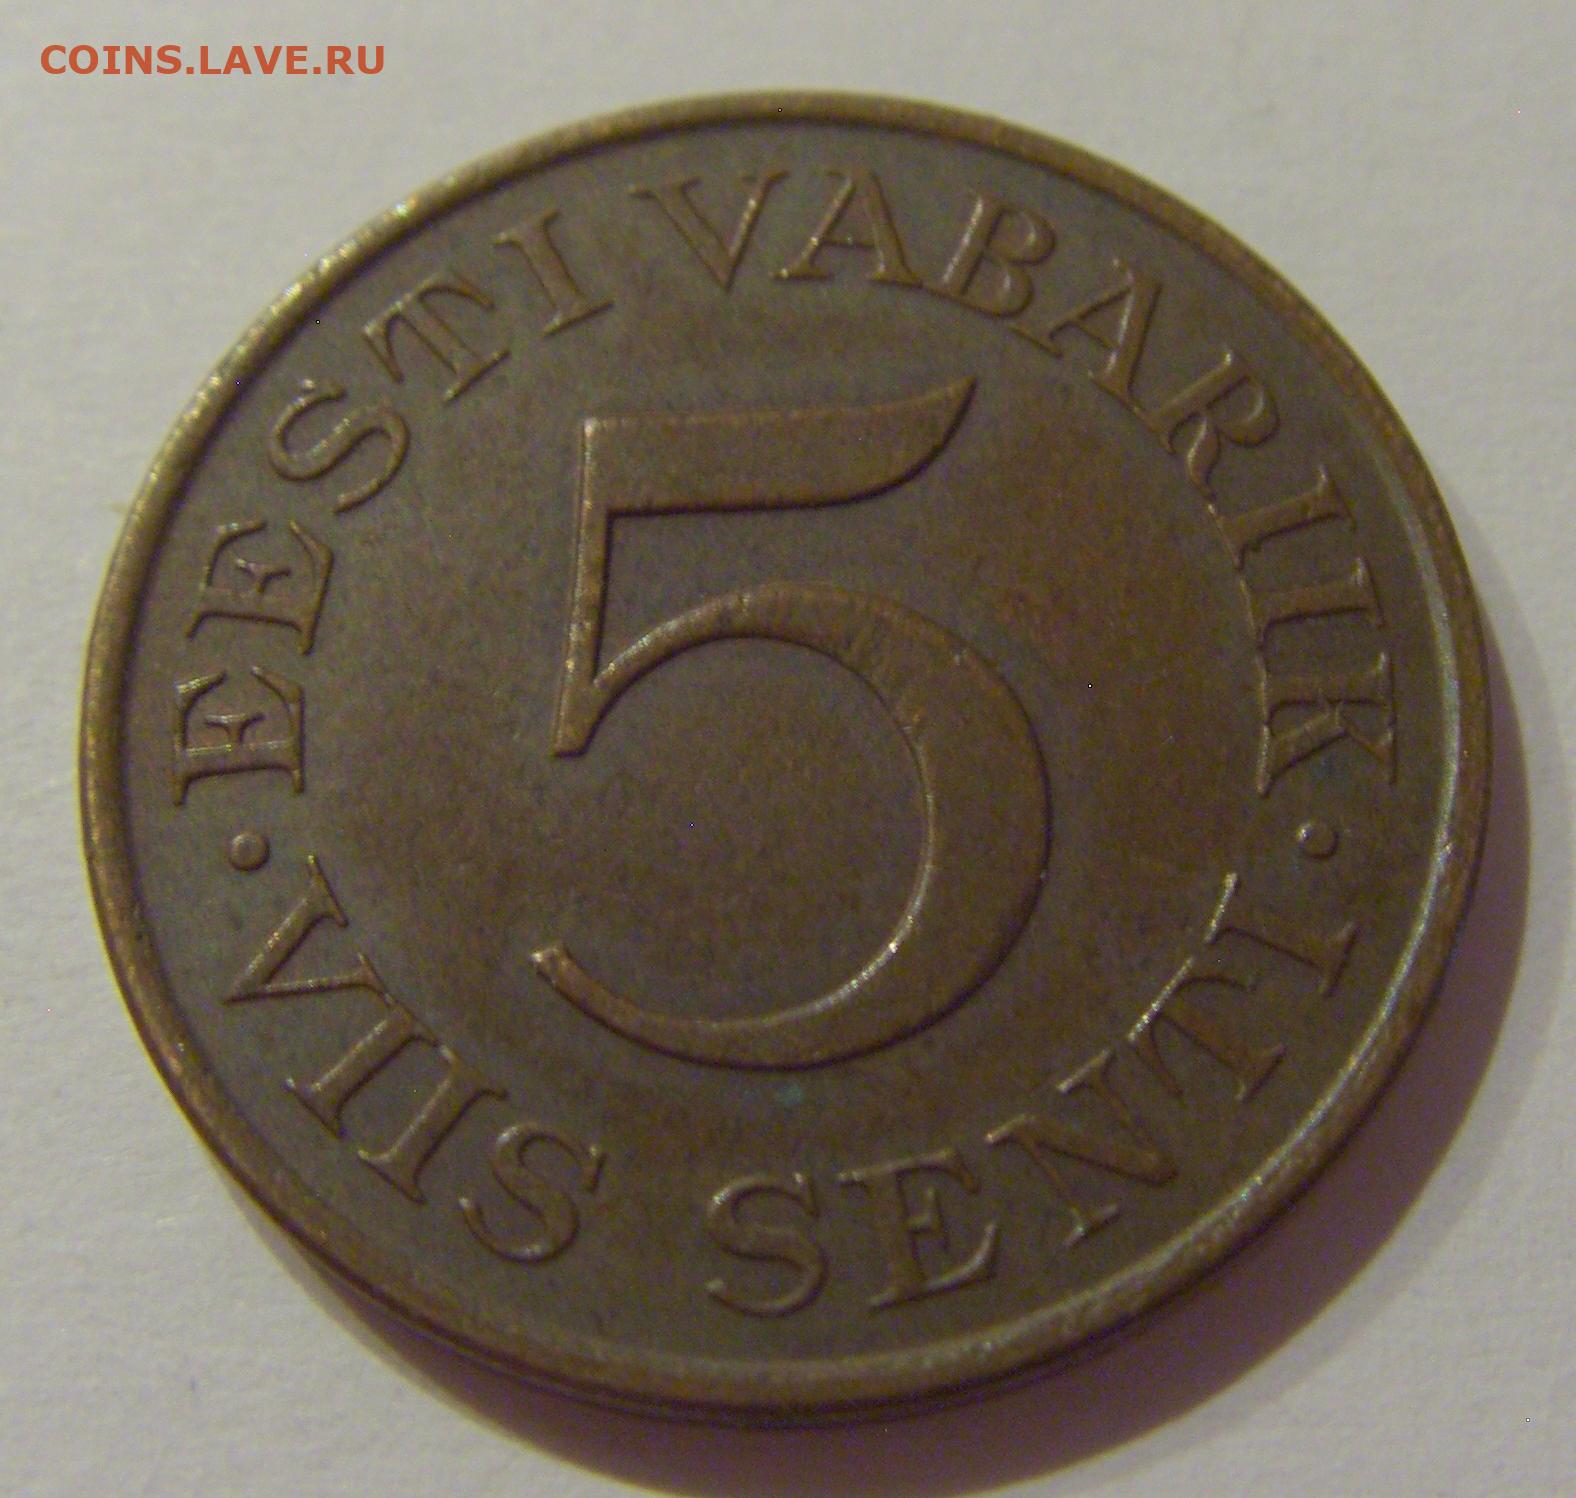 COINS.LAVE.RU
EESTI VABARIIK
5
VIIS SENTI